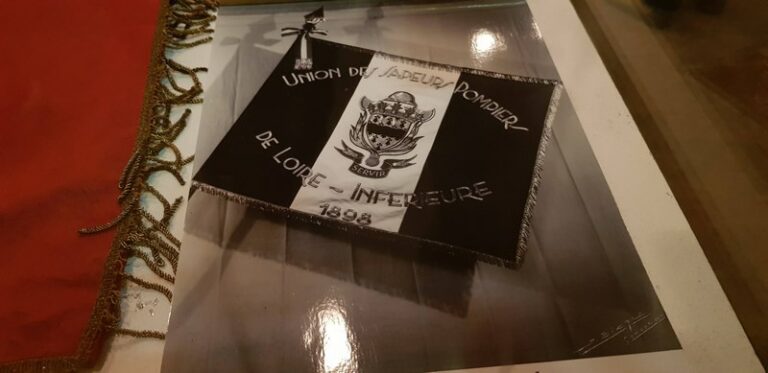 UNION DES SAPEURS POMPIERS
SERVIR
DE LOIRE - INFERIEURE
1898